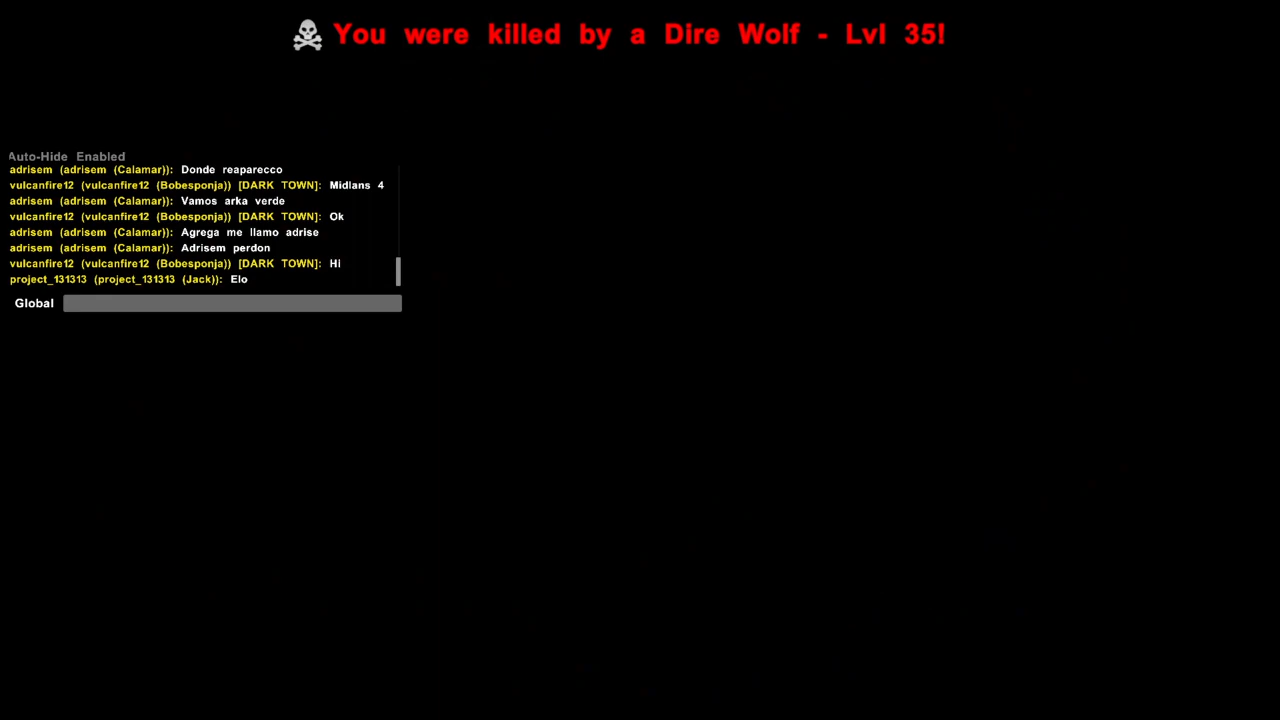 You were killed by a Dire Wolf - Lvl 35!
Auto-Hide Enabled
adrisem (adrisem (Calamar)): Donde reaparecco
vulcanfire12 (vulcanfire12 (Bobesponja)) [DARK TOWN]: Midlans 4
adrisem (adrisem (Calamar)): Vamos arka verde
vulcanfire12 (vulcanfire12 (Bobesponja)) [DARK TOWN]: Ok
adrisem (adrisem (Calamar)): Agrega me llamo adrise
adrisem (adrisem (Calamar)): Adrisem perdon
vulcanfire12 (vulcanfire12 (Bobesponja)) [DARK TOWN]: Hi
project_131313 (project_131313 (Jack)): Elo
Global